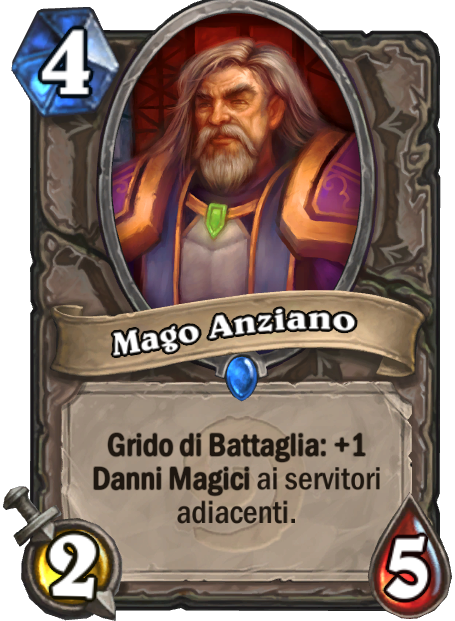 4
Mago Anziano
Grido di Battaglia: +1
Danni Magici ai servitori
adiacenti.
2
5